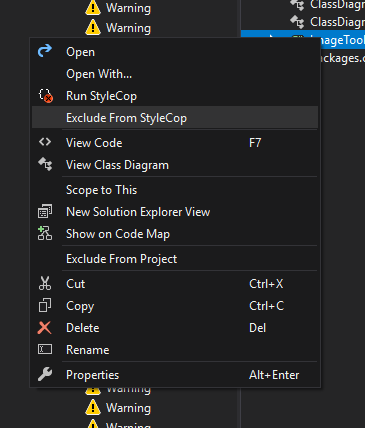 Warning
Warning
ClassDiagr
ClassDiagr
Open
Open With...
Run StyleCop
Exclude From StyleCop
View Code F7
View Class Diagram
Scope to This
New Solution Explorer View
Show on Code Map
Exclude From Project
Cut Ctrl+X
Copy Ctrl+C
Delete Del
Rename
Properties Alt+Enter
Warning
Warning
Warning